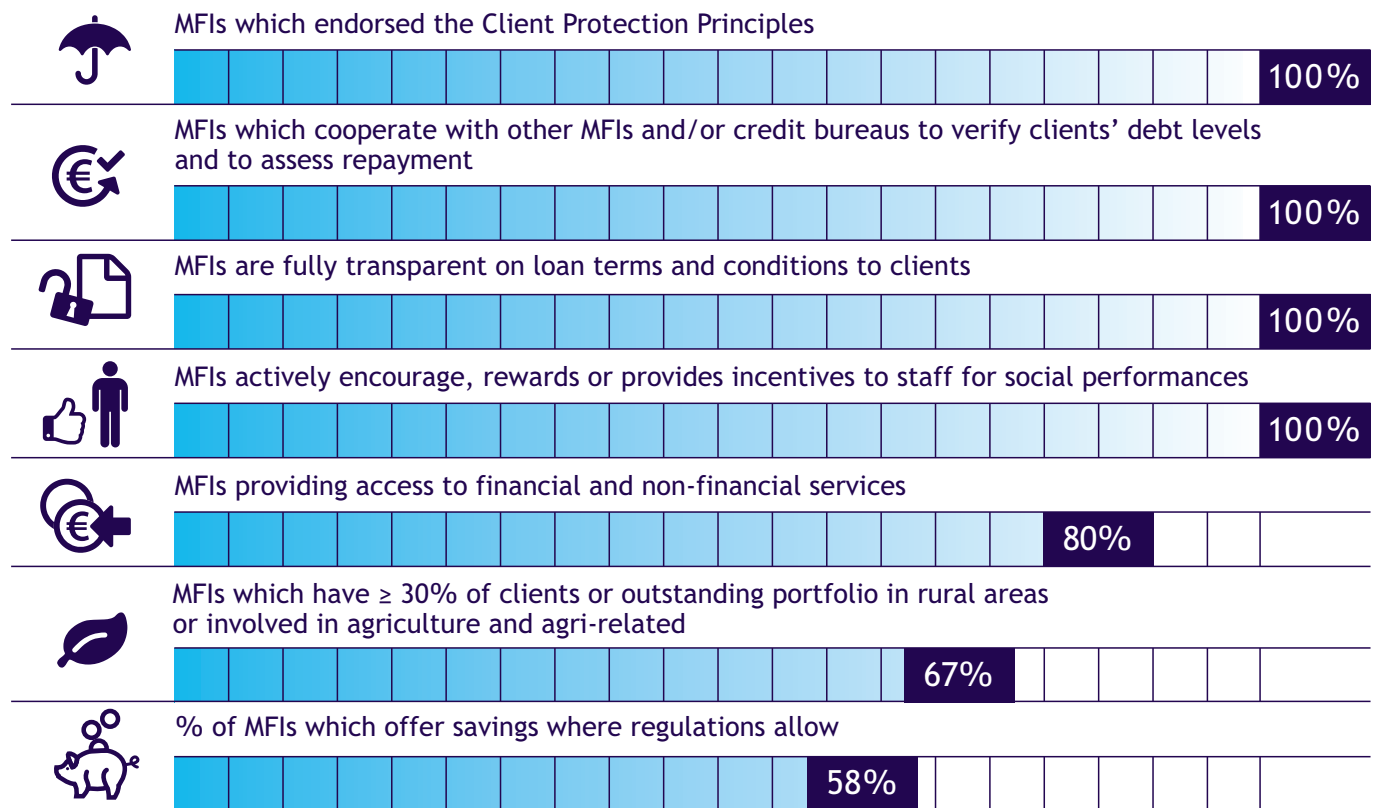 MFIs which endorsed the Client Protection Principles
100%
MFIs which cooperate with other MFIs and/or credit bureaus to verify clients’ debt levels
and to assess repayment
€
100%
MFIs are fully transparent on loan terms and conditions to clients
100%
MFIs actively encourage, rewards or provides incentives to staff for social performances
100%
MFIs providing access to financial and non-financial services
€
80%
MFIs which have ≥ 30% of clients or outstanding portfolio in rural areas
or involved in agriculture and agri-related
67%
% of MFIs which offer savings where regulations allow
58%